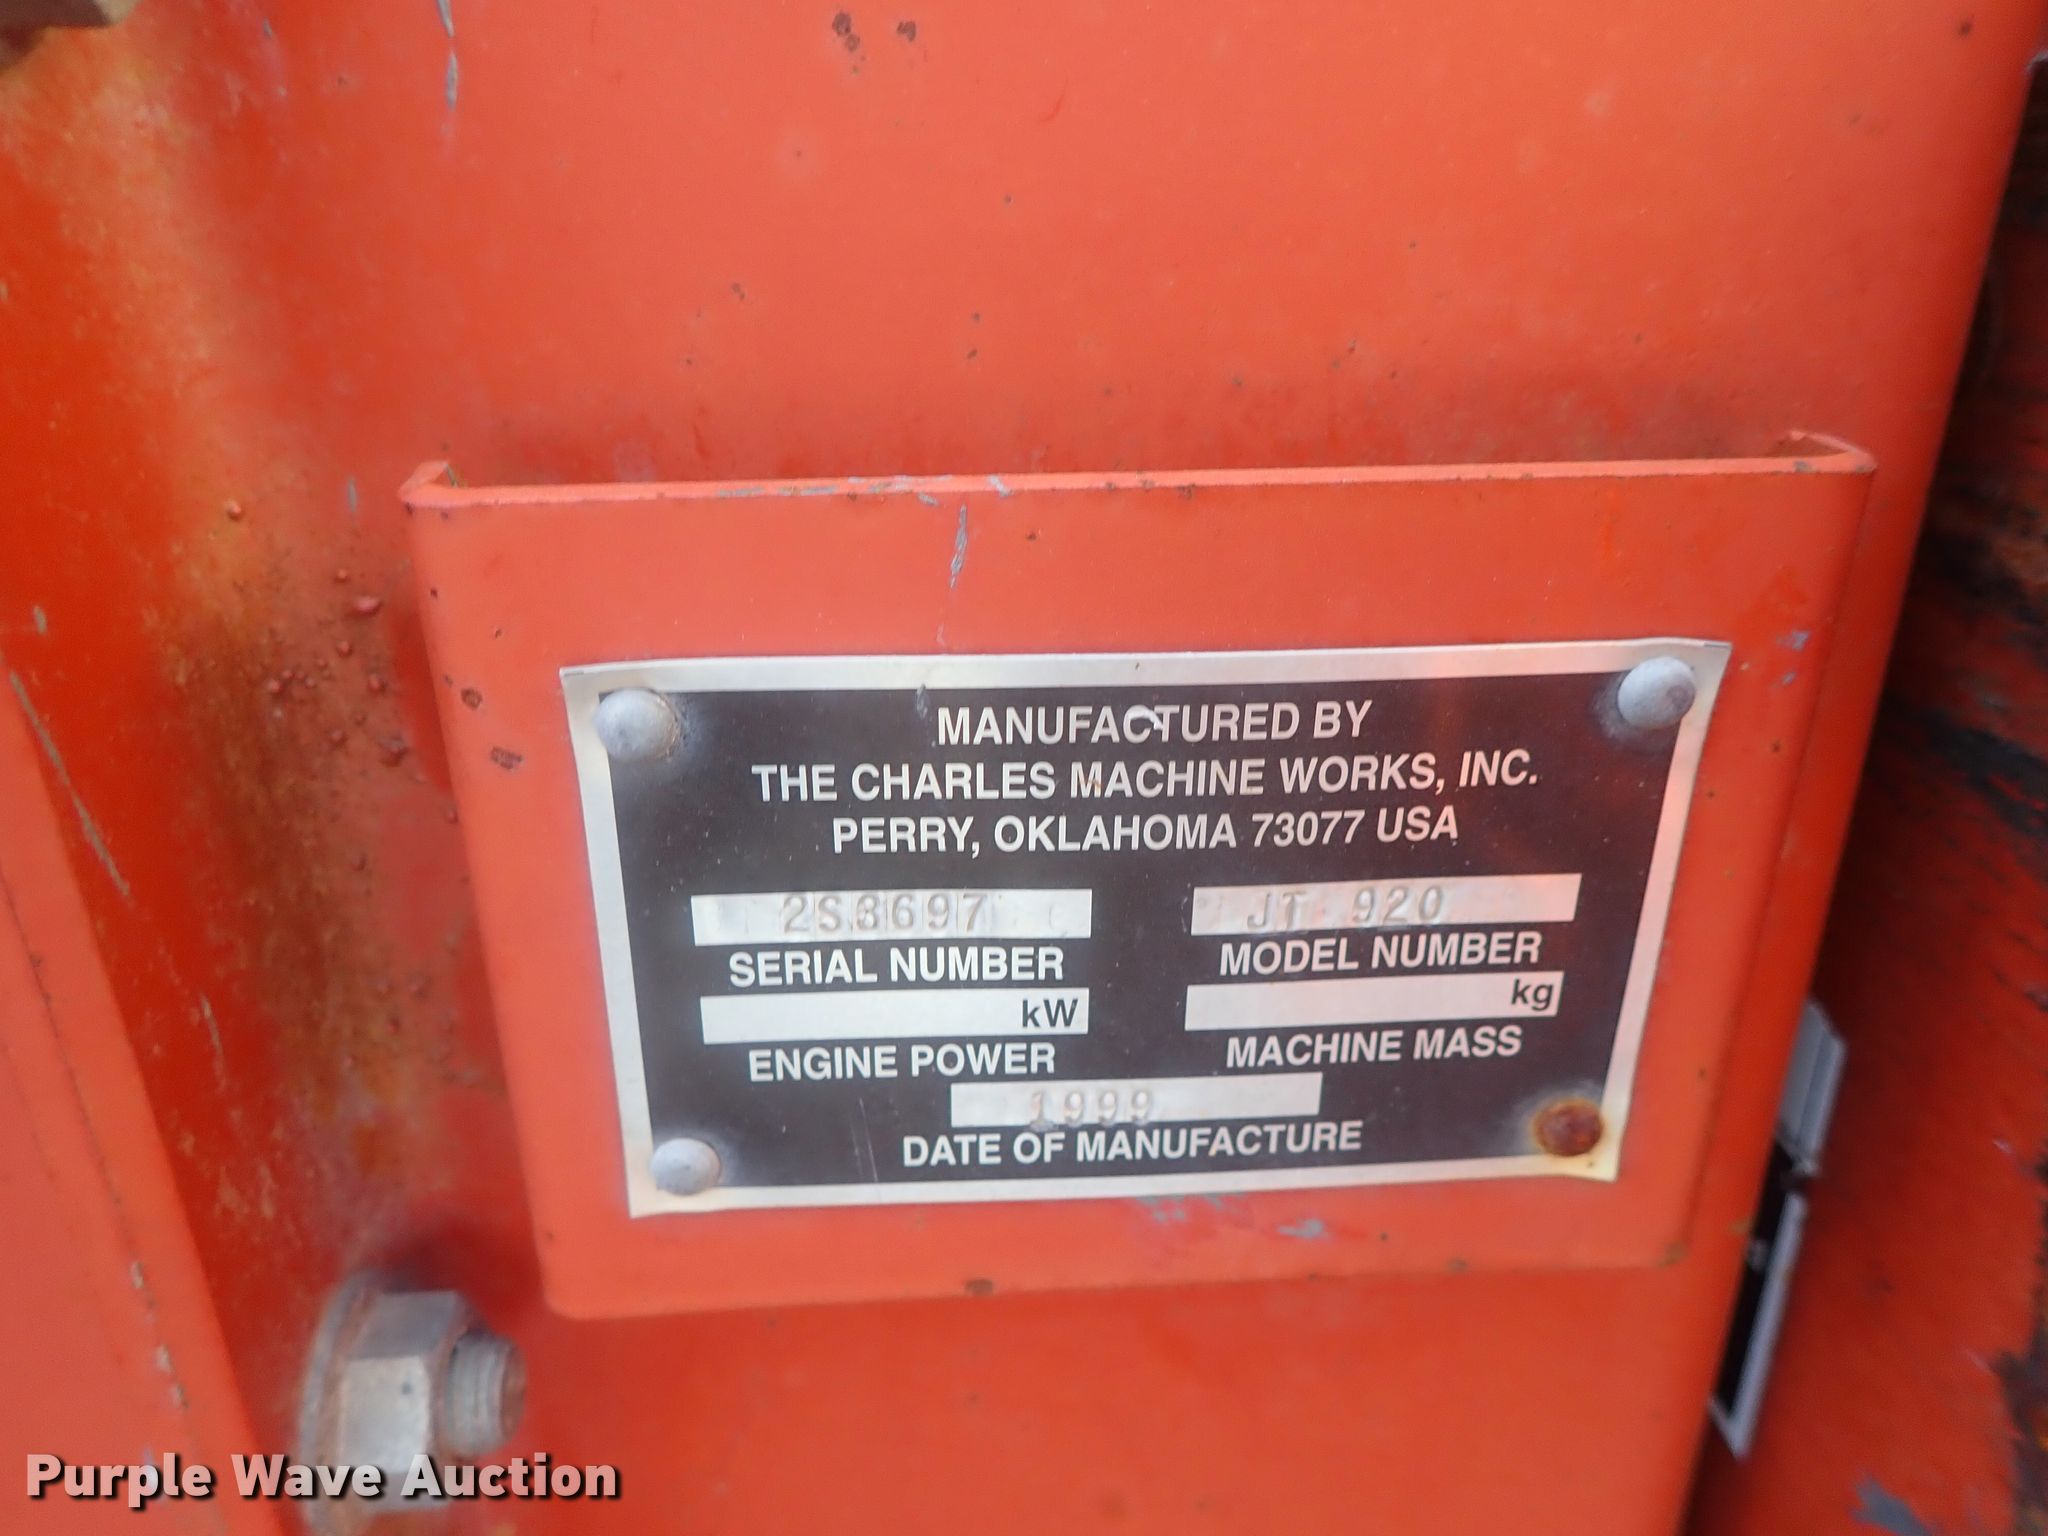 MANUFACTURED BY
THE CHARLES MACHINE WORKS, INC.
PERRY, OKLAHOMA 73077 USA
2S8697 JT 920
SERIAL NUMBER MODEL NUMBER
kW kg
ENGINE POWER MACHINE MASS
1999
DATE OF MANUFACTURE
Purple Wave Auction